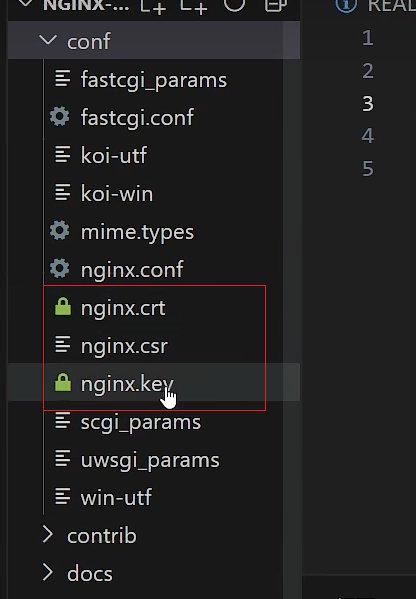 NGINX-...
conf
fastcgi_params
fastcgi.conf
koi-utf
koi-win
mime.types
nginx.conf
nginx.crt
nginx.csr
nginx.key
scgi_params
uwsgi_params
win-utf
contrib
docs
READ
1
2
3
4
5